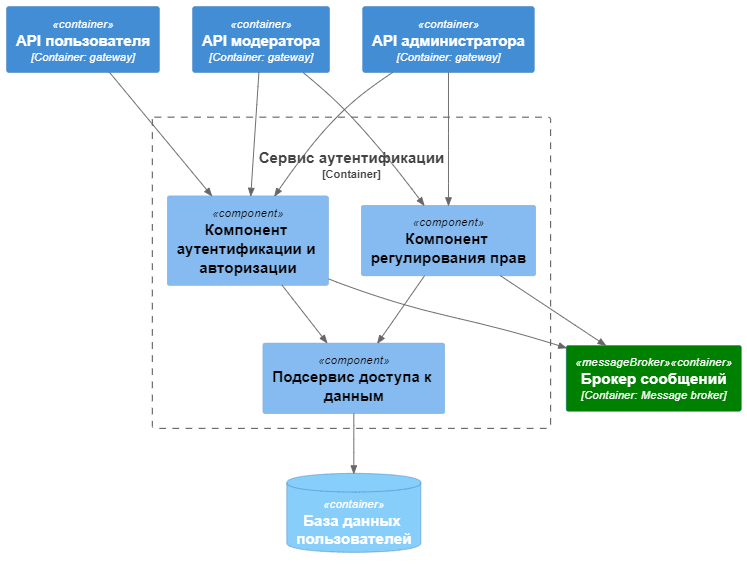 «container»
API пользователя
[Container: gateway]
«container»
API модератора
[Container: gateway]
«container»
API администратора
[Container: gateway]
Сервис аутентификации
[Container]
«component»
Компонент
аутентификации и
авторизации
«component»
Компонент
регулирования прав
«component»
Подсервис доступа к
данным
«messageBroker»«container»
Брокер сообщений
[Container: Message broker]
«container»
База данных
пользователей